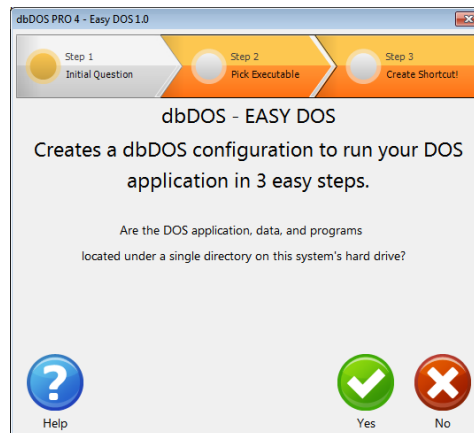 dbDOS PRO 4 - Easy DOS 1.0
Step 1
Initial Question
Step 2
Pick Executable
Step 3
Create Shortcut!
dbDOS - EASY DOS
Creates a dbDOS configuration to run your DOS
application in 3 easy steps.
Are the DOS application, data, and programs
located under a single directory on this system's hard drive?
Help
Yes
No